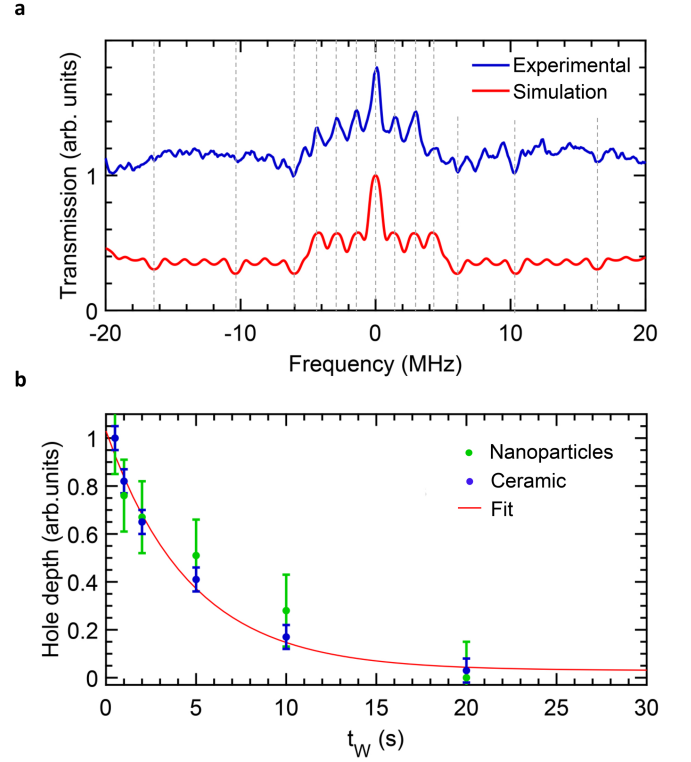 a
Transmission (arb. units)
Experimental
Simulation
1
0
-20
-10
0
10
20
Frequency (MHz)
b
Hole depth (arb.units)
Nanoparticles
Ceramic
Fit
1
0.8
0.6
0.4
0.2
0
0
5
10
15
20
25
30
t_W (s)